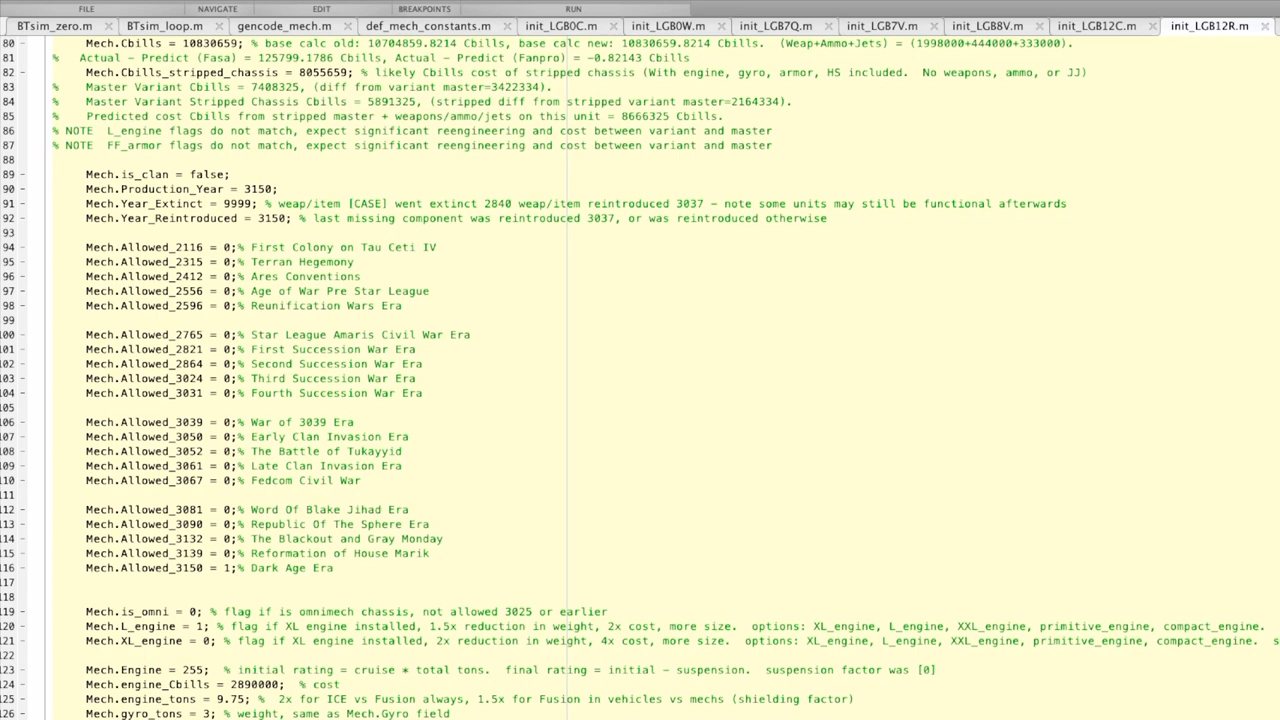 FILE NAVIGATE EDIT BREAKPOINTS RUN
BTsim_zero.m BTsim_loop.m gencode_mech.m def_mech_constants.m init_LGB0C.m init_LGB0W.m init_LGB7Q.m init_LGB7V.m init_LGB8V.m init_LGB12C.m init_LGB12R.m
80 - Mech.Cbills = 10830659; % base calc old: 10704859.8214 Cbills, base calc new: 10830659.8214 Cbills. (Weap+Ammo+Jets) = (1998000+444000+333000).
81 % Actual - Predict (Fasa) = 125799.1786 Cbills, Actual - Predict (Fanpro) = -0.82143 Cbills
82 - Mech.Cbills_stripped_chassis = 8055659; % likely Cbills cost of stripped chassis (With engine, gyro, armor, HS included. No weapons, ammo, or JJ)
83 % Master Variant Cbills = 7408325, (diff from variant master=3422334).
84 % Master Variant Stripped Chassis Cbills = 5891325, (stripped diff from stripped variant master=2164334).
85 % Predicted cost Cbills from stripped master + weapons/ammo/jets on this unit = 8666325 Cbills.
86 % NOTE L_engine flags do not match, expect significant reengineering and cost between variant and master
87 % NOTE FF_armor flags do not match, expect significant reengineering and cost between variant and master
88
89 - Mech.is_clan = false;
90 - Mech.Production_Year = 3150;
91 - Mech.Year_Extinct = 9999; % weap/item [CASE] went extinct 2840 weap/item reintroduced 3037 - note some units may still be functional afterwards
92 - Mech.Year_Reintroduced = 3150; % last missing component was reintroduced 3037, or was reintroduced otherwise
93
94 - Mech.Allowed_2116 = 0;% First Colony on Tau Ceti IV
95 - Mech.Allowed_2315 = 0;% Terran Hegemony
96 - Mech.Allowed_2412 = 0;% Ares Conventions
97 - Mech.Allowed_2556 = 0;% Age of War Pre Star League
98 - Mech.Allowed_2596 = 0;% Reunification Wars Era
99
100 - Mech.Allowed_2765 = 0;% Star League Amaris Civil War Era
101 - Mech.Allowed_2821 = 0;% First Succession War Era
102 - Mech.Allowed_2864 = 0;% Second Succession War Era
103 - Mech.Allowed_3024 = 0;% Third Succession War Era
104 - Mech.Allowed_3031 = 0;% Fourth Succession War Era
105
106 - Mech.Allowed_3039 = 0;% War of 3039 Era
107 - Mech.Allowed_3050 = 0;% Early Clan Invasion Era
108 - Mech.Allowed_3052 = 0;% The Battle of Tukayyid
109 - Mech.Allowed_3061 = 0;% Late Clan Invasion Era
110 - Mech.Allowed_3067 = 0;% Fedcom Civil War
111
112 - Mech.Allowed_3081 = 0;% Word Of Blake Jihad Era
113 - Mech.Allowed_3090 = 0;% Republic Of The Sphere Era
114 - Mech.Allowed_3132 = 0;% The Blackout and Gray Monday
115 - Mech.Allowed_3139 = 0;% Reformation of House Marik
116 - Mech.Allowed_3150 = 1;% Dark Age Era
117
118
119 - Mech.is_omni = 0; % flag if is omnimech chassis, not allowed 3025 or earlier
120 - Mech.L_engine = 1; % flag if XL engine installed, 1.5x reduction in weight, 2x cost, more size. options: XL_engine, L_engine, XXL_engine, primitive_engine, compact_engine.
121 - Mech.XL_engine = 0; % flag if XL engine installed, 2x reduction in weight, 4x cost, more size. options: XL_engine, L_engine, XXL_engine, primitive_engine, compact_engine. s
122
123 - Mech.Engine = 255; % initial rating = cruise * total tons. final rating = initial - suspension. suspension factor was [0]
124 - Mech.engine_Cbills = 2890000; % cost
125 - Mech.engine_tons = 9.75; % 2x for ICE vs Fusion always, 1.5x for Fusion in vehicles vs mechs (shielding factor)
126 - Mech.gyro_tons = 3; % weight, same as Mech.Gyro field